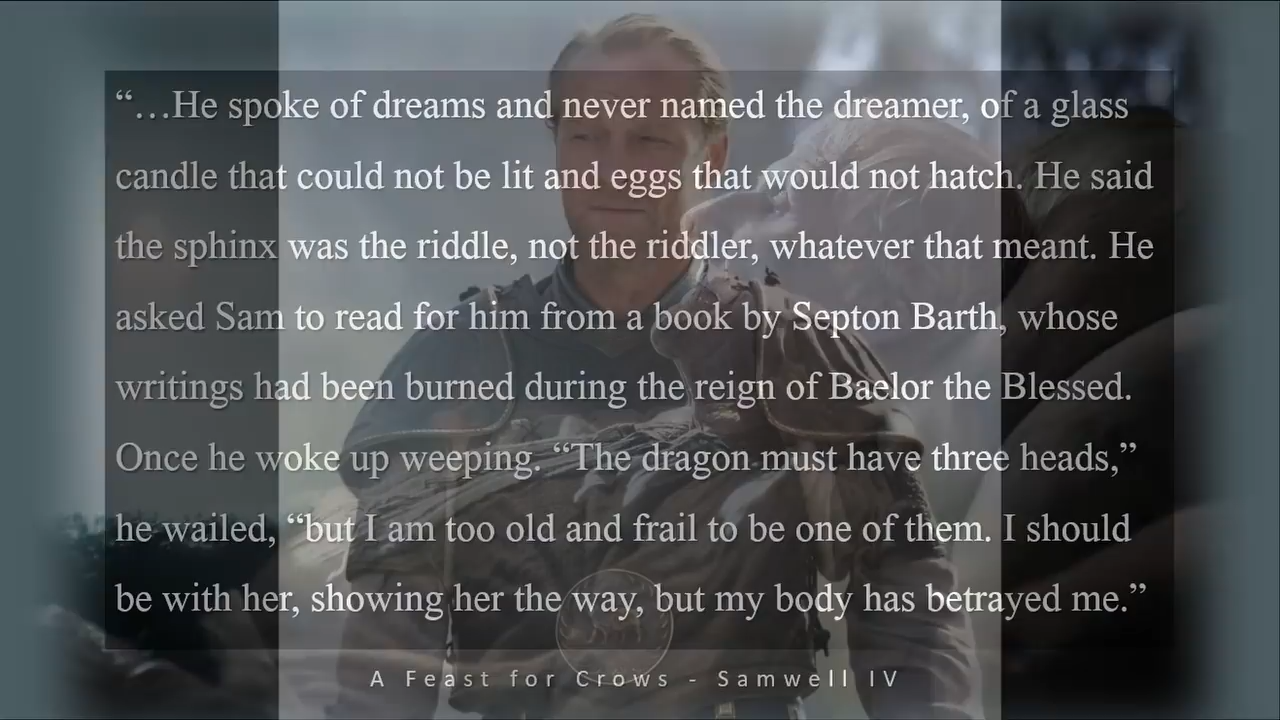 “…He spoke of dreams and never named the dreamer, of a glass
candle that could not be lit and eggs that would not hatch. He said
the sphinx was the riddle, not the riddler, whatever that meant. He
asked Sam to read for him from a book by Septon Barth, whose
writings had been burned during the reign of Baelor the Blessed.
Once he woke up weeping. “The dragon must have three heads,”
he wailed, “but I am too old and frail to be one of them. I should
be with her, showing her the way, but my body has betrayed me.”
A Feast for Crows - Samwell IV